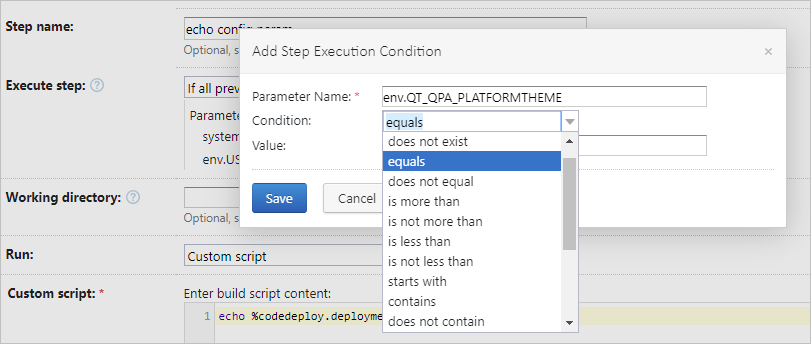 Step name:
echo config param
Optional, s
Execute step: ?
If all prev
Parameter
system
env.US
Working directory: ?
Optional, s
Run:
Custom script
Custom script: *
Enter build script content:
1 echo %codedeploy.deployme
Add Step Execution Condition ×
Parameter Name: * env.QT_QPA_PLATFORMTHEME
Condition: equals
Value:
does not exist
equals
does not equal
is more than
is not more than
is less than
is not less than
starts with
contains
does not contain
Save Cancel